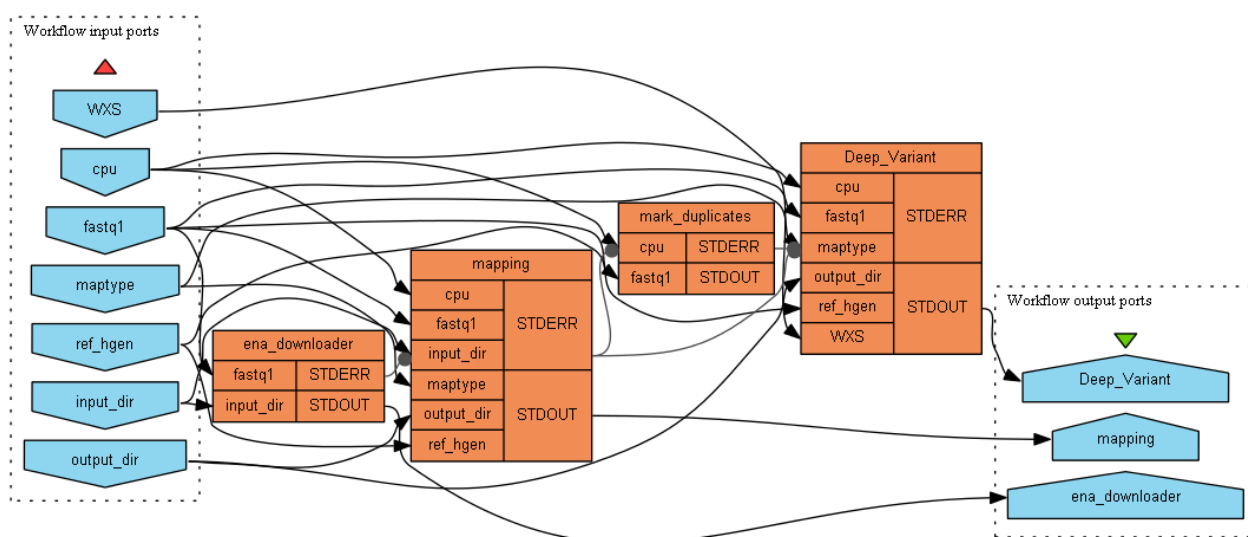 Workflow input ports
WXS
cpu
fastq1
maptype
ref_hgen
input_dir
output_dir
ena_downloader
fastq1 STDERR
input_dir STDOUT
mapping
cpu
fastq1
input_dir
maptype
output_dir
ref_hgen
STDERR
STDOUT
mark_duplicates
cpu STDERR
fastq1 STDOUT
Deep_Variant
cpu
fastq1
maptype
output_dir
ref_hgen
WXS
STDERR
STDOUT
Workflow output ports
Deep_Variant
mapping
ena_downloader